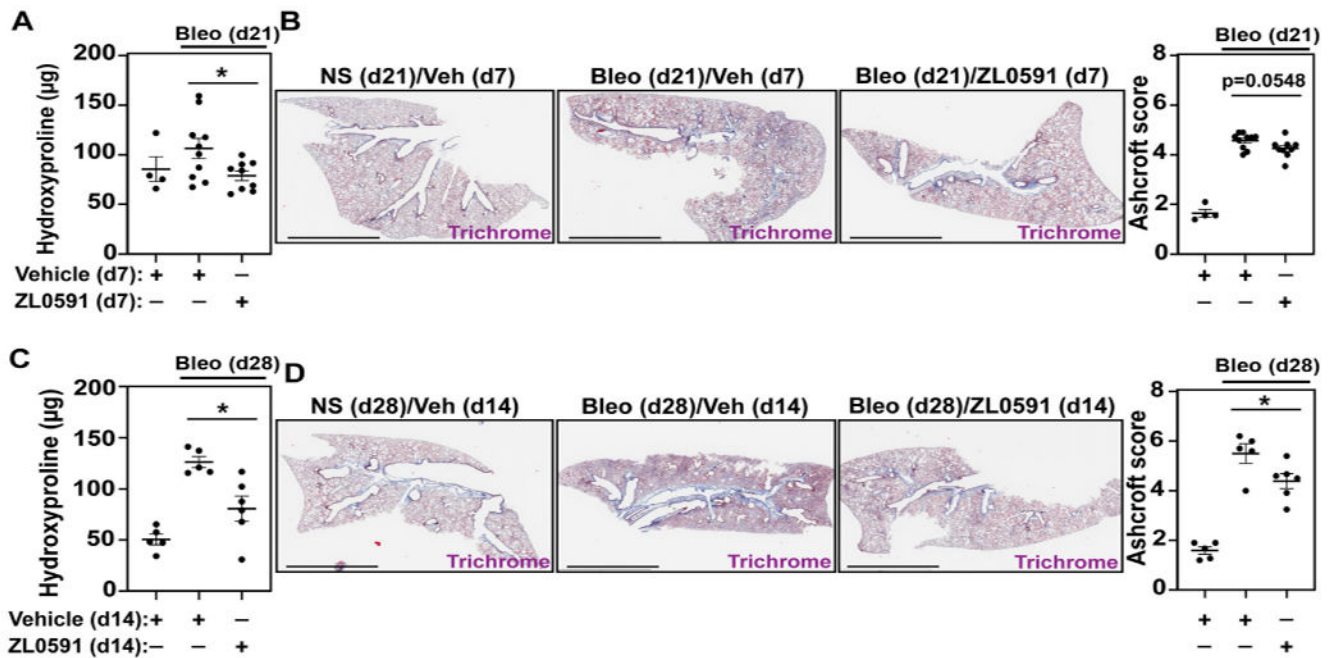 A
Bleo (d21)
Hydroxyproline (µg)
200
150
100
50
0
*
Vehicle (d7): + + –
ZL0591 (d7): – – +
B
NS (d21)/Veh (d7)
Trichrome
Bleo (d21)/Veh (d7)
Trichrome
Bleo (d21)/ZL0591 (d7)
Trichrome
Bleo (d21)
Ashcroft score
8
6
4
2
0
p=0.0548
+ + –
– – +
C
Bleo (d28)
Hydroxyproline (µg)
200
150
100
50
0
*
Vehicle (d14): + + –
ZL0591 (d14): – – +
D
NS (d28)/Veh (d14)
Trichrome
Bleo (d28)/Veh (d14)
Trichrome
Bleo (d28)/ZL0591 (d14)
Trichrome
Bleo (d28)
Ashcroft score
8
6
4
2
0
*
+ + –
– – +